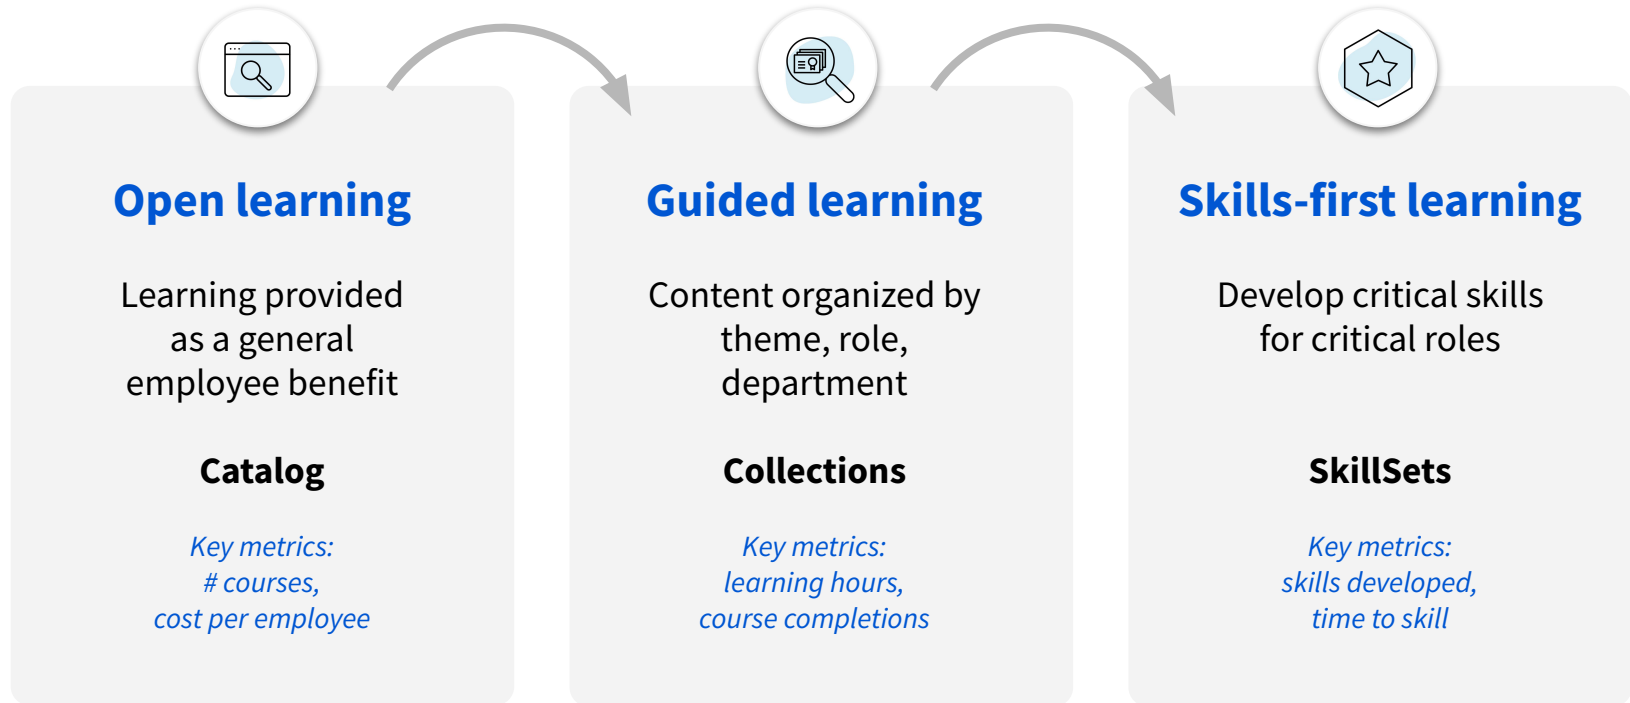 Open learning
Learning provided
as a general
employee benefit
Catalog
Key metrics:
# courses,
cost per employee
Guided learning
Content organized by
theme, role,
department
Collections
Key metrics:
learning hours,
course completions
Skills-first learning
Develop critical skills
for critical roles
SkillSets
Key metrics:
skills developed,
time to skill